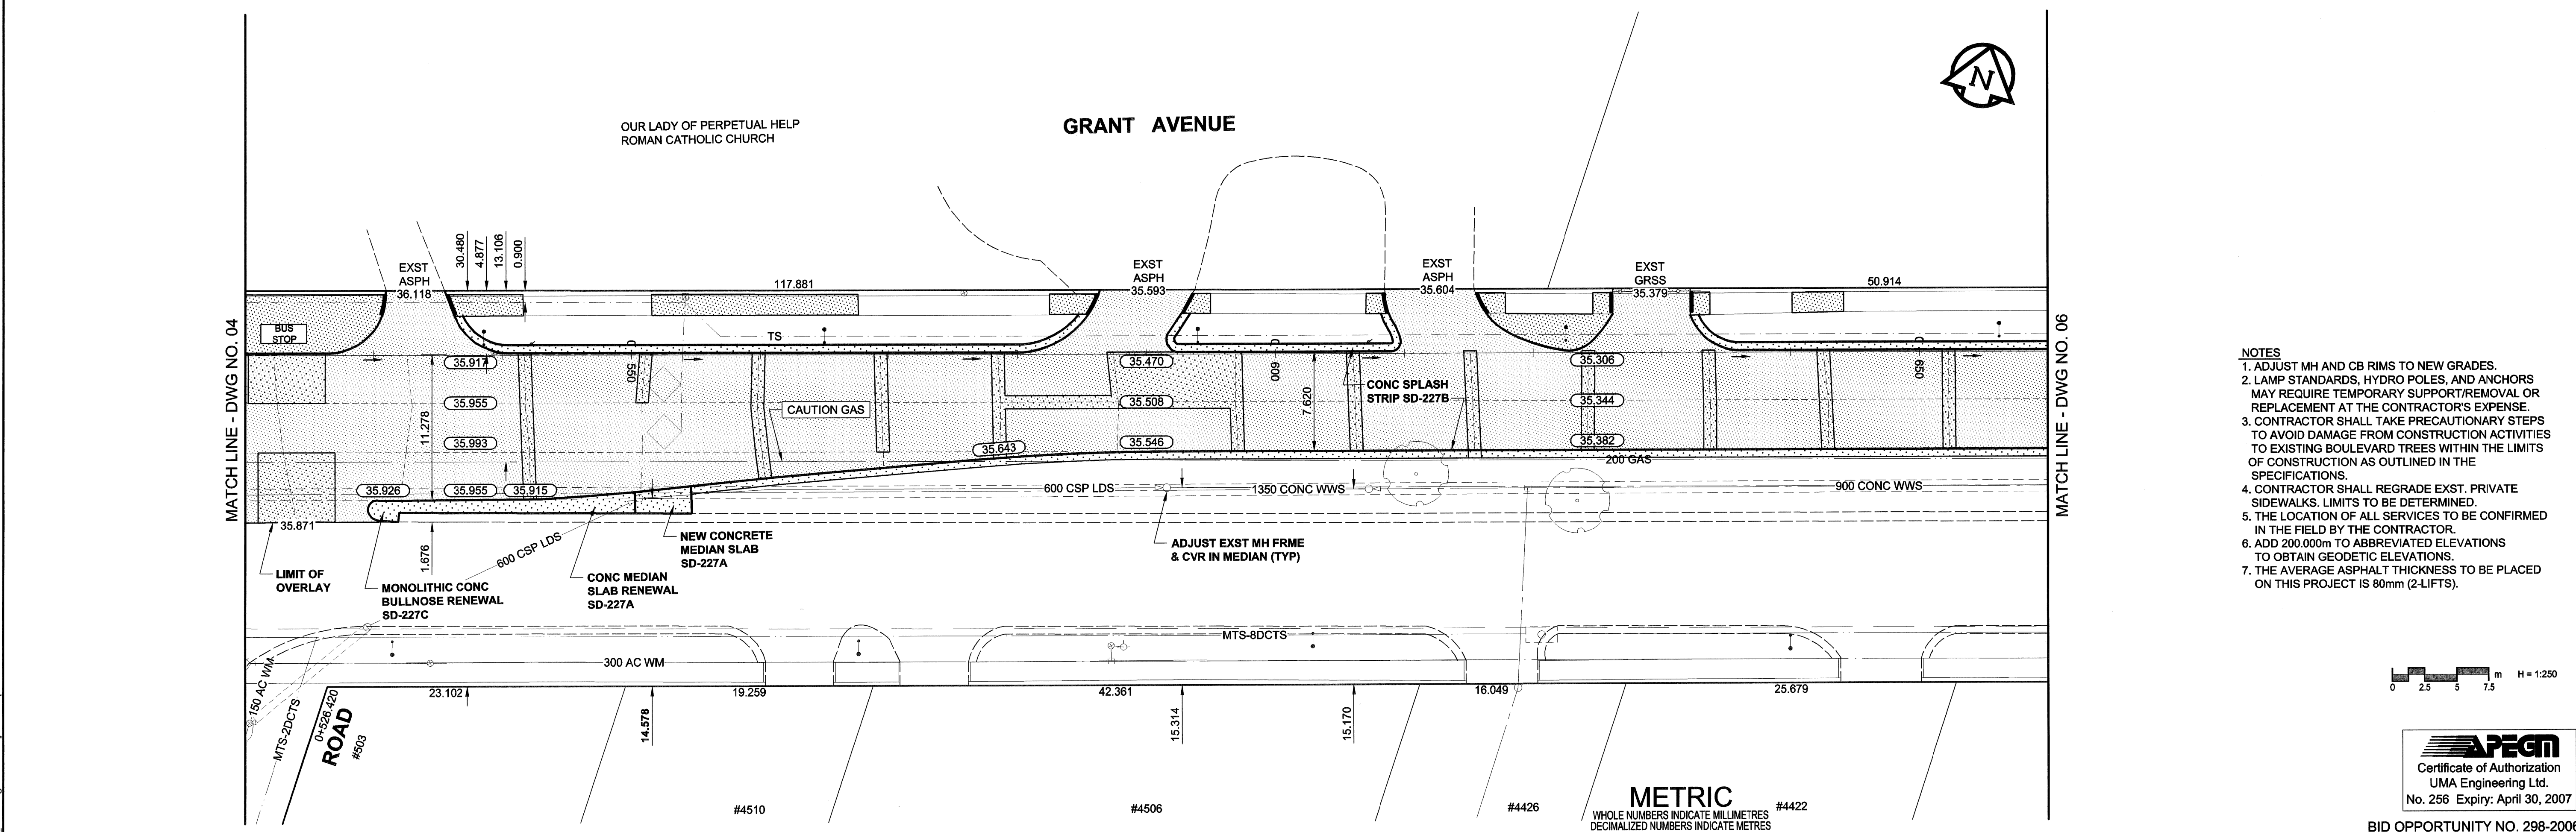 GRANT AVENUE
OUR LADY OF PERPETUAL HELP
ROMAN CATHOLIC CHURCH
N
MATCH LINE - DWG NO. 04
MATCH LINE - DWG NO. 06
30.480
4.877
13.106
0.900
EXST
ASPH
36.118
117.881
EXST
ASPH
35.593
EXST
ASPH
35.604
EXST
GRSS
35.379
50.914
BUS
STOP
TS
35.917
35.955
35.993
11.278
550
CAUTION GAS
35.470
35.508
35.546
35.643
600
7.620
CONC SPLASH
STRIP SD-227B
35.306
35.344
35.382
650
200 GAS
35.926
35.955
35.915
35.871
600 CSP LDS
1350 CONC WWS
900 CONC WWS
1.676
600 CSP LDS
LIMIT OF
OVERLAY
MONOLITHIC CONC
BULLNOSE RENEWAL
SD-227C
CONC MEDIAN
SLAB RENEWAL
SD-227A
NEW CONCRETE
MEDIAN SLAB
SD-227A
ADJUST EXST MH FRME
& CVR IN MEDIAN (TYP)
MTS-8DCTS
300 AC WM
150 AC WM
MTS-2DCTS
0+526.420
ROAD
#503
23.102
14.578
19.259
42.361
15.314
15.170
16.049
25.679
#4510
#4506
#4426
#4422
METRIC
WHOLE NUMBERS INDICATE MILLIMETRES
DECIMALIZED NUMBERS INDICATE METRES
NOTES
1. ADJUST MH AND CB RIMS TO NEW GRADES.
2. LAMP STANDARDS, HYDRO POLES, AND ANCHORS
MAY REQUIRE TEMPORARY SUPPORT/REMOVAL OR
REPLACEMENT AT THE CONTRACTOR'S EXPENSE.
3. CONTRACTOR SHALL TAKE PRECAUTIONARY STEPS
TO AVOID DAMAGE FROM CONSTRUCTION ACTIVITIES
TO EXISTING BOULEVARD TREES WITHIN THE LIMITS
OF CONSTRUCTION AS OUTLINED IN THE
SPECIFICATIONS.
4. CONTRACTOR SHALL REGRADE EXST. PRIVATE
SIDEWALKS. LIMITS TO BE DETERMINED.
5. THE LOCATION OF ALL SERVICES TO BE CONFIRMED
IN THE FIELD BY THE CONTRACTOR.
6. ADD 200.000m TO ABBREVIATED ELEVATIONS
TO OBTAIN GEODETIC ELEVATIONS.
7. THE AVERAGE ASPHALT THICKNESS TO BE PLACED
ON THIS PROJECT IS 80mm (2-LIFTS).
0 2.5 5 7.5 m H = 1:250
APEGM
Certificate of Authorization
UMA Engineering Ltd.
No. 256 Expiry: April 30, 2007
BID OPPORTUNITY NO. 298-2006